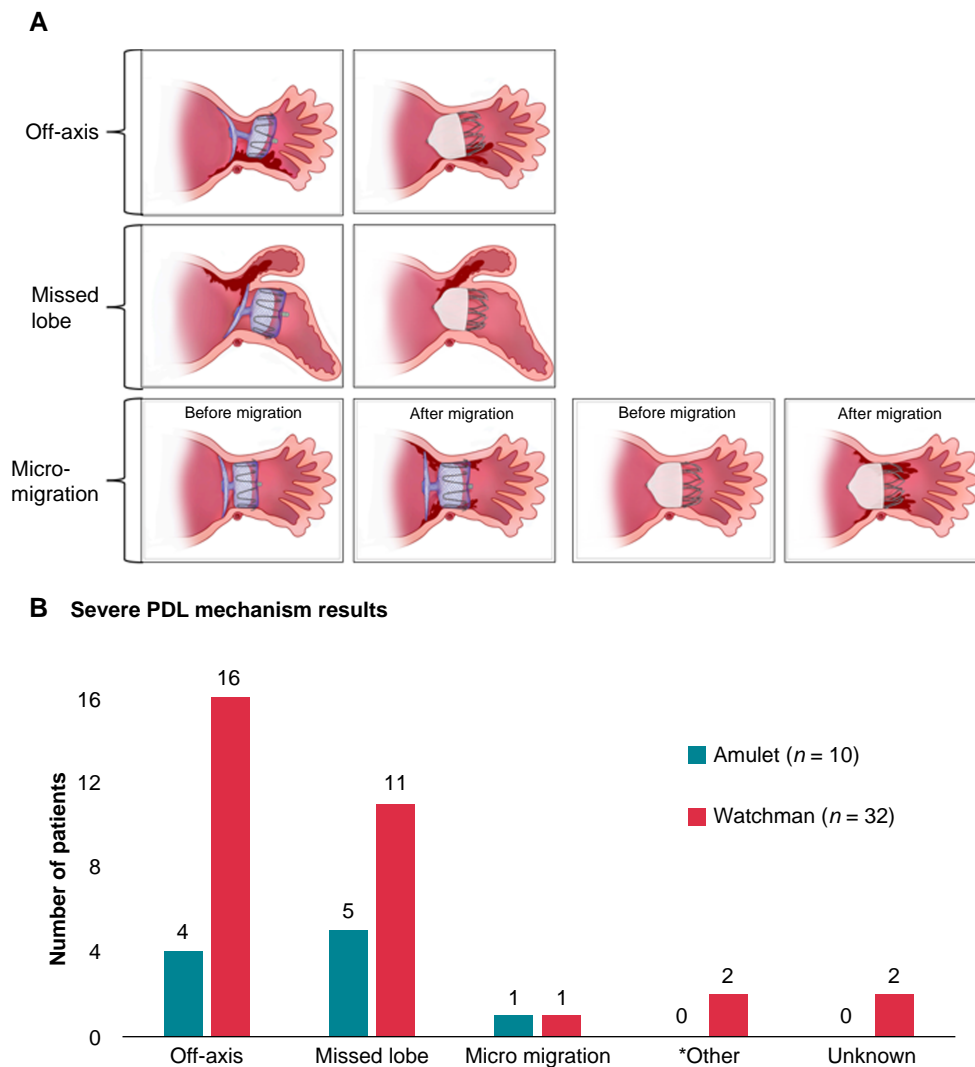 A
Off-axis
Missed
lobe
Micro-
migration
Before migration
After migration
Before migration
After migration
B Severe PDL mechanism results
Number of patients
16
12
8
4
0
4
16
5
11
1
1
0
2
0
2
Amulet (n = 10)
Watchman (n = 32)
Off-axis
Missed lobe
Micro migration
*Other
Unknown